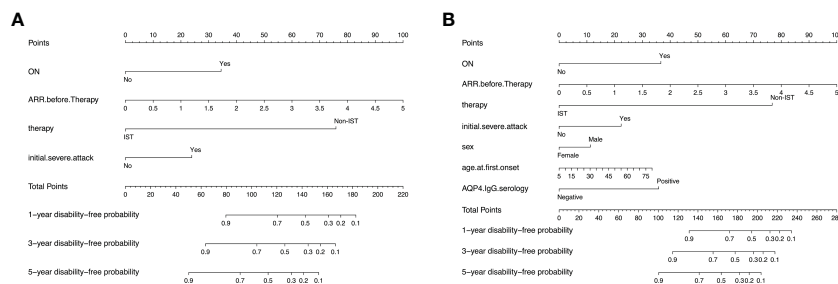 A
Points
0 10 20 30 40 50 60 70 80 90 100
ON
Yes
No
ARR.before.Therapy
0 0.5 1 1.5 2 2.5 3 3.5 4 4.5 5
therapy
Non−IST
IST
initial.severe.attack
Yes
No
Total Points
0 20 40 60 80 100 120 140 160 180 200 220
1−year disability−free probability
0.9 0.7 0.5 0.3 0.2 0.1
3−year disability−free probability
0.9 0.7 0.5 0.3 0.2 0.1
5−year disability−free probability
0.9 0.7 0.5 0.3 0.2 0.1
B
Points
0 10 20 30 40 50 60 70 80 90 100
ON
Yes
No
ARR.before.Therapy
0 0.5 1 1.5 2 2.5 3 3.5 4 4.5 5
therapy
Non−IST
IST
initial.severe.attack
Yes
No
sex
Male
Female
age.at.first.onset
5 15 30 45 60 75
AQP4.IgG.serology
Positive
Negative
Total Points
0 20 40 60 80 100 120 140 160 180 200 220 240 260 280
1−year disability−free probability
0.9 0.7 0.5 0.3 0.2 0.1
3−year disability−free probability
0.9 0.7 0.5 0.3 0.2 0.1
5−year disability−free probability
0.9 0.7 0.5 0.3 0.2 0.1